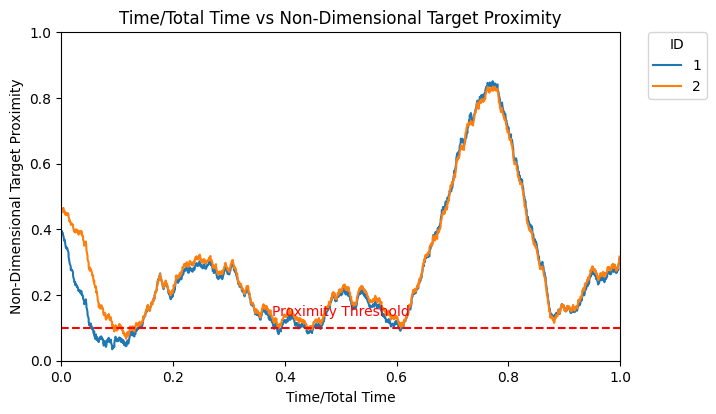 Time/Total Time vs Non-Dimensional Target Proximity
ID
1
2
Non-Dimensional Target Proximity
1.0
0.8
0.6
0.4
0.2
0.0
Proximity Threshold
0.0 0.2 0.4 0.6 0.8 1.0
Time/Total Time